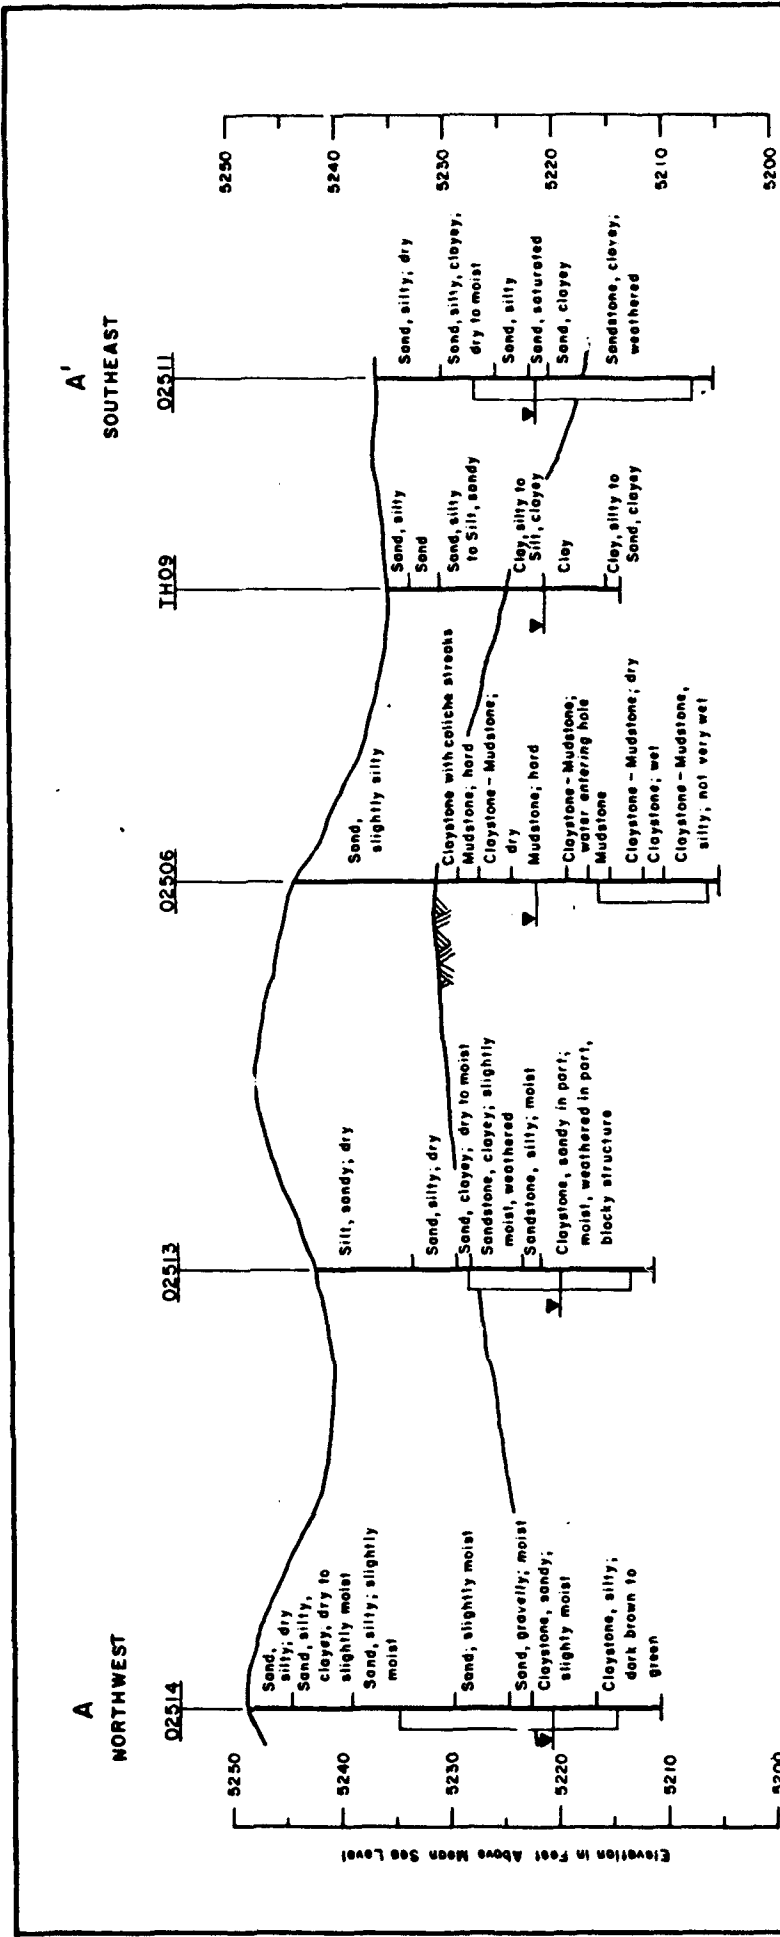 A
NORTHWEST
A'
SOUTHEAST
02514
02513
02506
TH09
02511
Elevation in Feet Above Mean Sea Level
5250
5240
5230
5220
5210
5200
Sand,
silty; dry
Sand, silty,
clayey, dry to
slightly moist
Sand, silty; slightly
moist
Sand; slightly moist
Sand, gravelly; moist
Claystone, sandy;
slightly moist
Claystone, silty;
dark brown to
green
Silt, sandy; dry
Sand, silty; dry
Sand, clayey; dry to moist
Sandstone, clayey; slightly
moist, weathered
Sandstone, silty; moist
Claystone, sandy in part;
moist, weathered in part,
blocky structure
Sand,
slightly silty
Claystone with caliche streaks
Mudstone; hard
Claystone - Mudstone;
dry
Mudstone; hard
Claystone - Mudstone;
water entering hole
Mudstone
Claystone - Mudstone; dry
Claystone; wet
Claystone - Mudstone,
silty; not very wet
Sand, silty
Sand
Sand, silty
to Silt, sandy
Clay, silty to
Silt, clayey
Clay
Clay, silty to
Sand, clayey
Sand, silty; dry
Sand, silty, clayey;
dry to moist
Sand, silty
Sand, saturated
Sand, clayey
Sandstone, clayey;
weathered
5250
5240
5230
5220
5210
5200